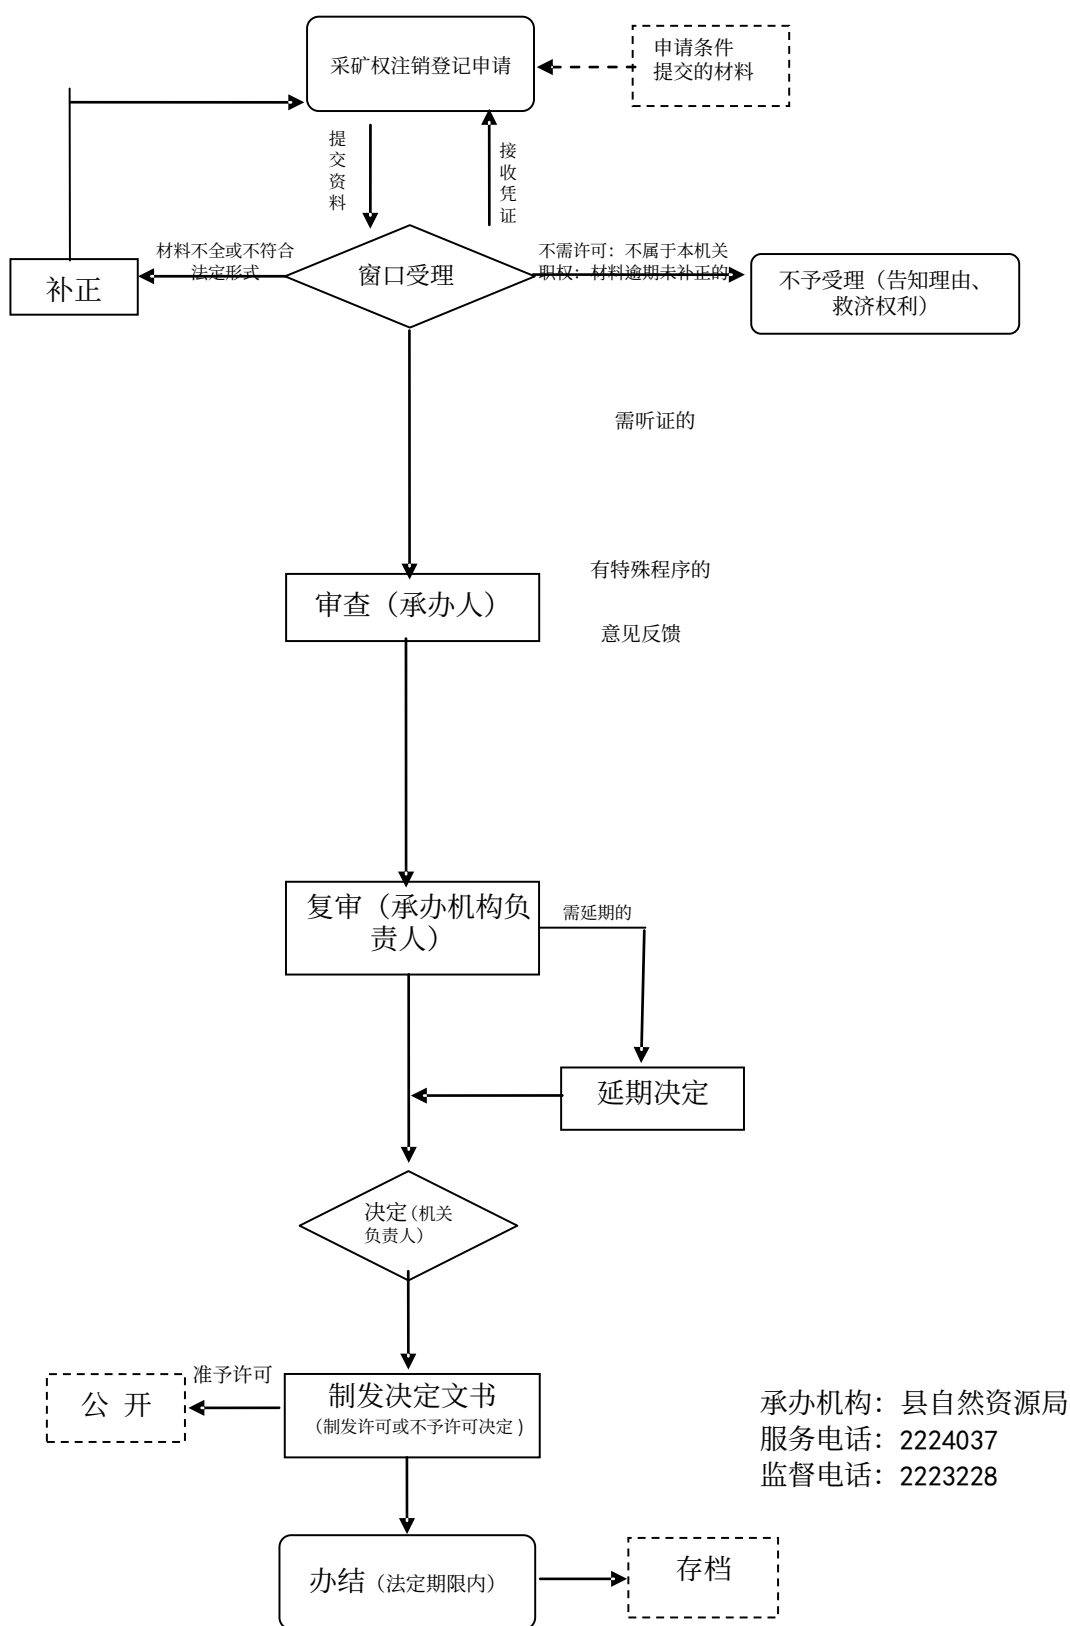 采矿权注销登记申请
申请条件
提交的材料
提交资料
接收凭证
材料不全或不符合
法定形式
补正
窗口受理
不需许可：不属于本机关
职权：材料逾期未补正的
不予受理（告知理由、
救济权利）
需听证的
有特殊程序的
审查（承办人）
意见反馈
复审（承办机构负
责人）
需延期的
延期决定
决定（机关
负责人）
准予许可
公 开
制发决定文书
（制发许可或不予许可决定）
承办机构：县自然资源局
服务电话：2224037
监督电话：2223228
办结（法定期限内）
存档